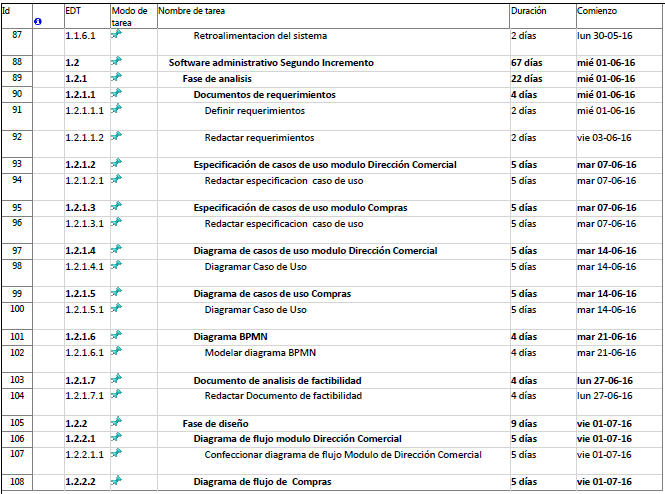 Id EDT Modo de tarea Nombre de tarea Duración Comienzo
87 1.1.6.1 Retroalimentacion del sistema 2 días lun 30-05-16
88 1.2 Software administrativo Segundo Incremento 67 días mié 01-06-16
89 1.2.1 Fase de analisis 22 días mié 01-06-16
90 1.2.1.1 Documentos de requerimientos 4 días mié 01-06-16
91 1.2.1.1.1 Definir requerimientos 2 días mié 01-06-16
92 1.2.1.1.2 Redactar requerimientos 2 días vie 03-06-16
93 1.2.1.2 Especificación de casos de uso modulo Dirección Comercial 5 días mar 07-06-16
94 1.2.1.2.1 Redactar especificacion caso de uso 5 días mar 07-06-16
95 1.2.1.3 Especificación de casos de uso modulo Compras 5 días mar 07-06-16
96 1.2.1.3.1 Redactar especificacion caso de uso 5 días mar 07-06-16
97 1.2.1.4 Diagrama de casos de uso modulo Dirección Comercial 5 días mar 14-06-16
98 1.2.1.4.1 Diagramar Caso de Uso 5 días mar 14-06-16
99 1.2.1.5 Diagrama de casos de uso Compras 5 días mar 14-06-16
100 1.2.1.5.1 Diagramar Caso de Uso 5 días mar 14-06-16
101 1.2.1.6 Diagrama BPMN 4 días mar 21-06-16
102 1.2.1.6.1 Modelar diagrama BPMN 4 días mar 21-06-16
103 1.2.1.7 Documento de analisis de factibilidad 4 días lun 27-06-16
104 1.2.1.7.1 Redactar Documento de factibilidad 4 días lun 27-06-16
105 1.2.2 Fase de diseño 9 días vie 01-07-16
106 1.2.2.1 Diagrama de flujo modulo Dirección Comercial 5 días vie 01-07-16
107 1.2.2.1.1 Confeccionar diagrama de flujo Modulo de Dirección Comercial 5 días vie 01-07-16
108 1.2.2.2 Diagrama de flujo de Compras 5 días vie 01-07-16